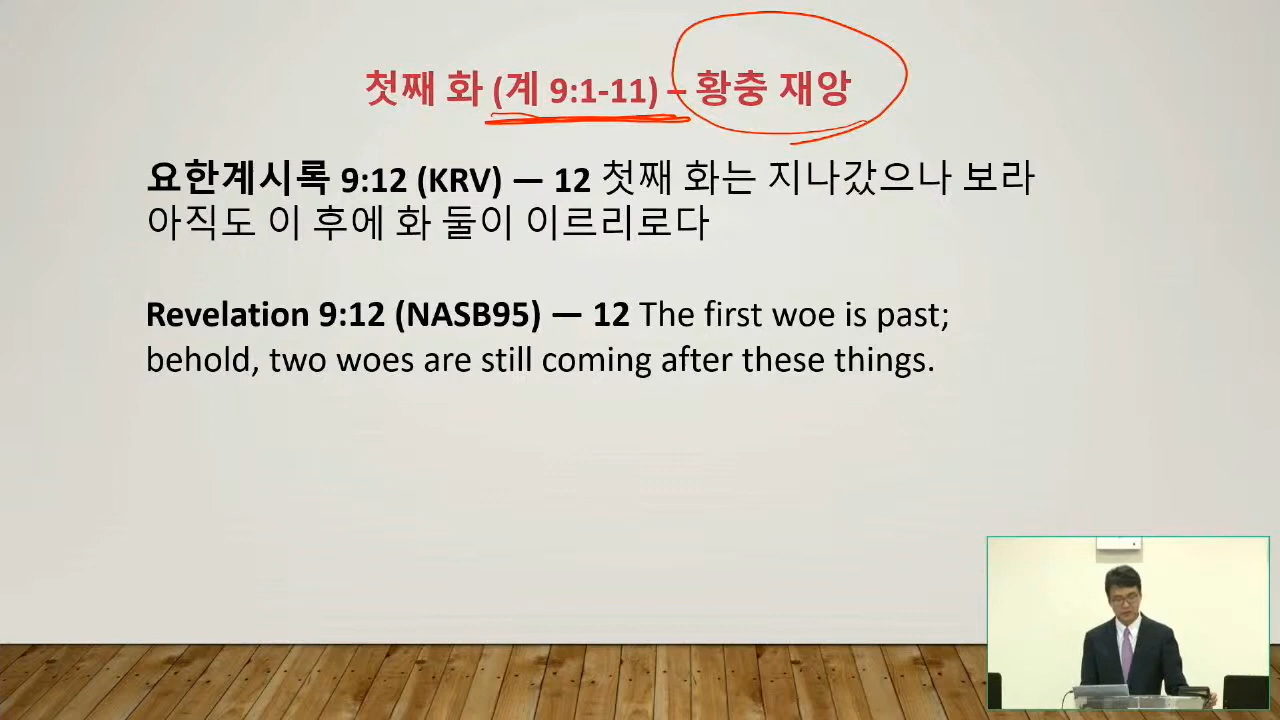 첫째 화 (계 9:1-11) – 황충 재앙
요한계시록 9:12 (KRV) — 12 첫째 화는 지나갔으나 보라
아직도 이 후에 화 둘이 이르리로다
Revelation 9:12 (NASB95) — 12 The first woe is past;
behold, two woes are still coming after these things.